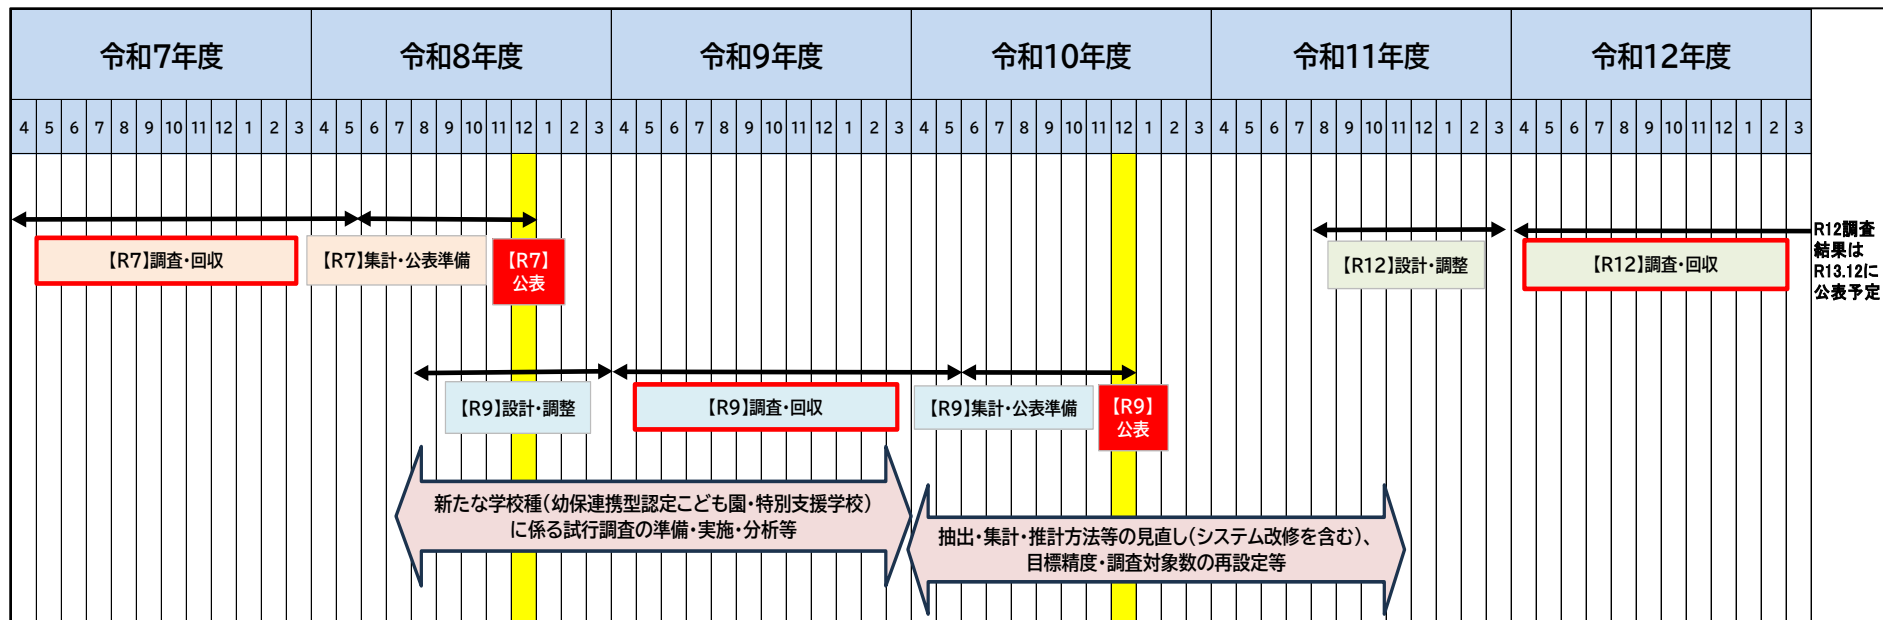 令和7年度 令和8年度 令和9年度 令和10年度 令和11年度 令和12年度
4 5 6 7 8 9 10 11 12 1 2 3 4 5 6 7 8 9 10 11 12 1 2 3 4 5 6 7 8 9 10 11 12 1 2 3 4 5 6 7 8 9 10 11 12 1 2 3 4 5 6 7 8 9 10 11 12 1 2 3 4 5 6 7 8 9 10 11 12 1 2 3
【R7】調査・回収
【R7】集計・公表準備
【R7】
公表
【R12】設計・調整
【R12】調査・回収
R12調査
結果は
R13.12に
公表予定
【R9】設計・調整
【R9】調査・回収
【R9】集計・公表準備
【R9】
公表
新たな学校種(幼保連携型認定こども園・特別支援学校)
に係る試行調査の準備・実施・分析等
抽出・集計・推計方法等の見直し(システム改修を含む)、
目標精度・調査対象数の再設定等